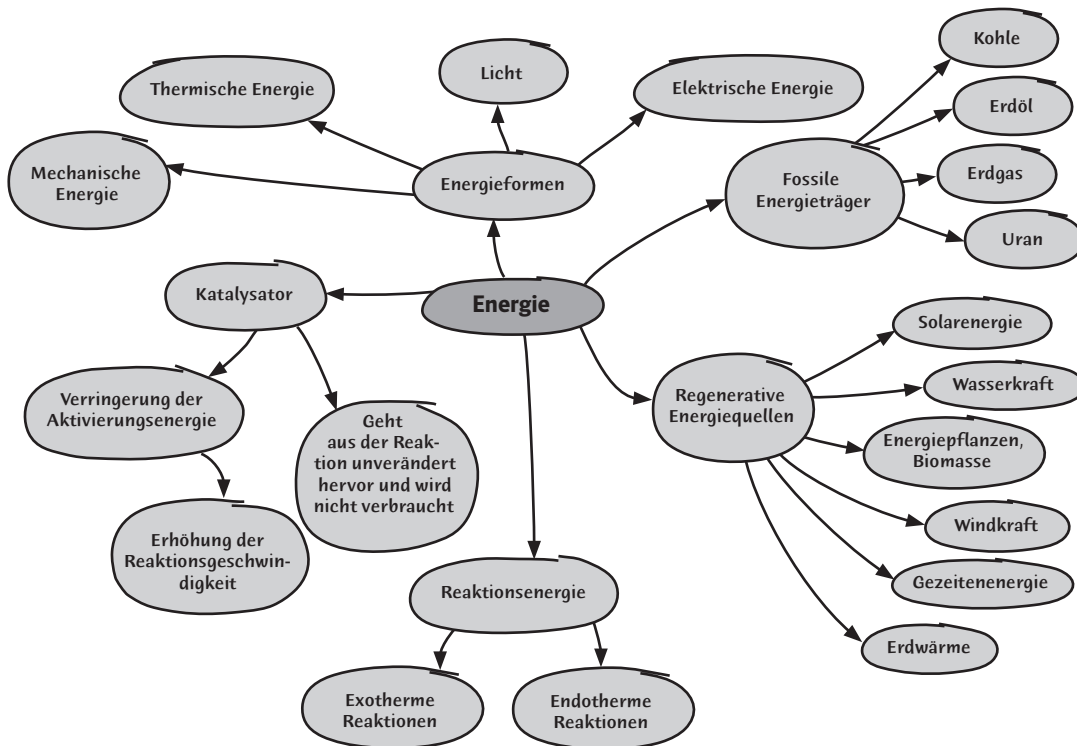 Kohle
Licht
Thermische Energie
Elektrische Energie
Erdöl
Mechanische
Energie
Energieformen
Fossile
Energieträger
Erdgas
Uran
Katalysator
Energie
Solarenergie
Verringerung der
Aktivierungsenergie
Geht
aus der Reak-
tion unverändert
hervor und wird
nicht verbraucht
Regenerative
Energiequellen
Wasserkraft
Energiepflanzen,
Biomasse
Windkraft
Erhöhung der
Reaktionsgeschwin-
digkeit
Reaktionsenergie
Gezeitenenergie
Erdwärme
Exotherme
Reaktionen
Endotherme
Reaktionen